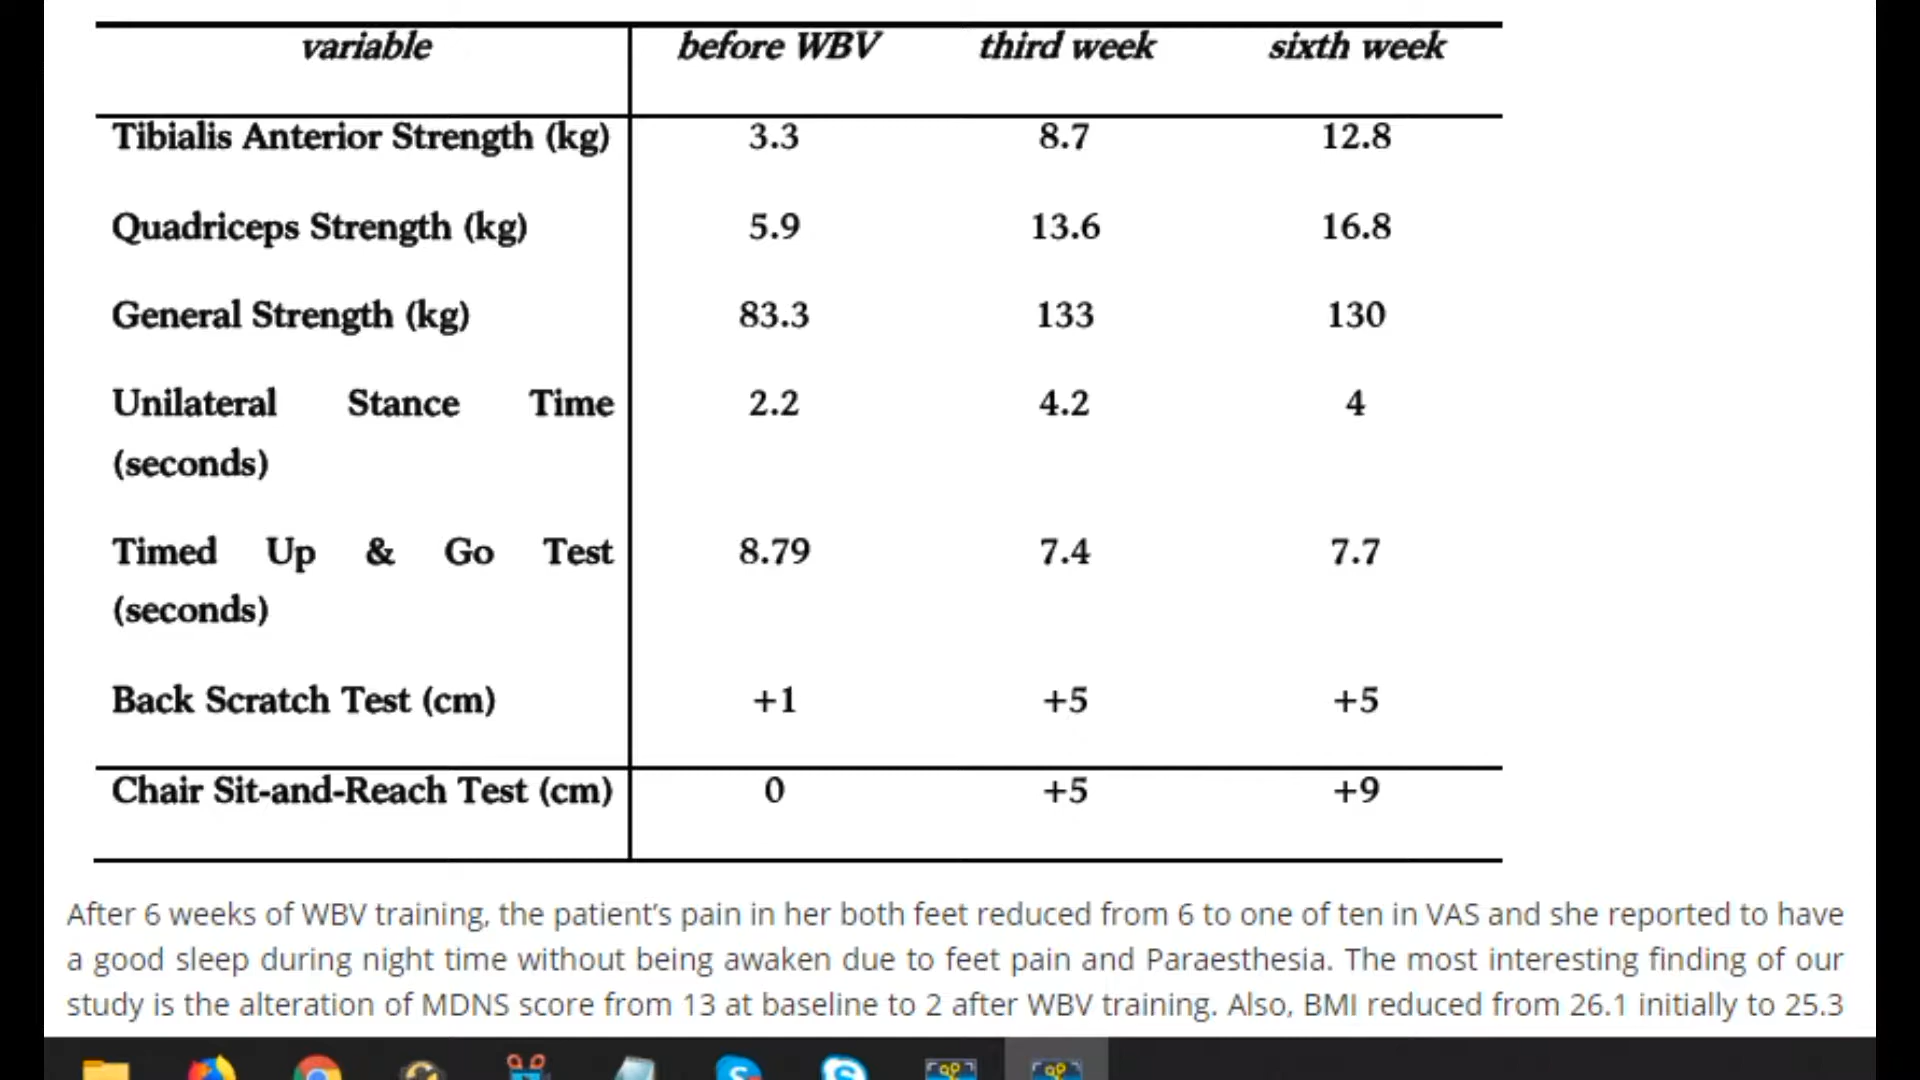 variable before WBV third week sixth week
Tibialis Anterior Strength (kg) 3.3 8.7 12.8
Quadriceps Strength (kg) 5.9 13.6 16.8
General Strength (kg) 83.3 133 130
Unilateral Stance Time 2.2 4.2 4
(seconds)
Timed Up & Go Test 8.79 7.4 7.7
(seconds)
Back Scratch Test (cm) +1 +5 +5
Chair Sit-and-Reach Test (cm) 0 +5 +9
After 6 weeks of WBV training, the patient's pain in her both feet reduced from 6 to one of ten in VAS and she reported to have
a good sleep during night time without being awaken due to feet pain and Paraesthesia. The most interesting finding of our
study is the alteration of MDNS score from 13 at baseline to 2 after WBV training. Also, BMI reduced from 26.1 initially to 25.3